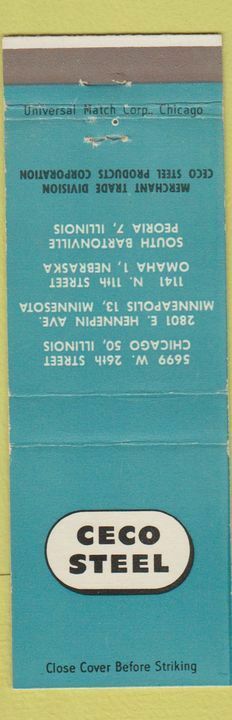 Universal Match Corp., Chicago
MERCHANT TRADE DIVISION
CECO STEEL PRODUCTS CORPORATION
5699 W. 26th STREET
CHICAGO 50, ILLINOIS
2801 E. HENNEPIN AVE.
MINNEAPOLIS 13, MINNESOTA
1141 N. 11th STREET
OMAHA 1, NEBRASKA
SOUTH BARTONVILLE
PEORIA 7, ILLINOIS
CECO
STEEL
Close Cover Before Striking